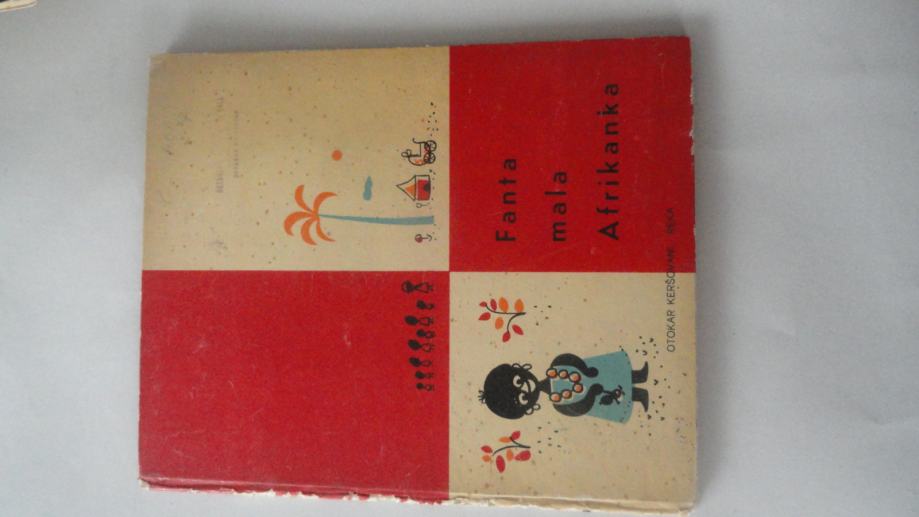 Fanta
mala
Afrikanka
OTOKAR KERŠOVANI RIJEKA